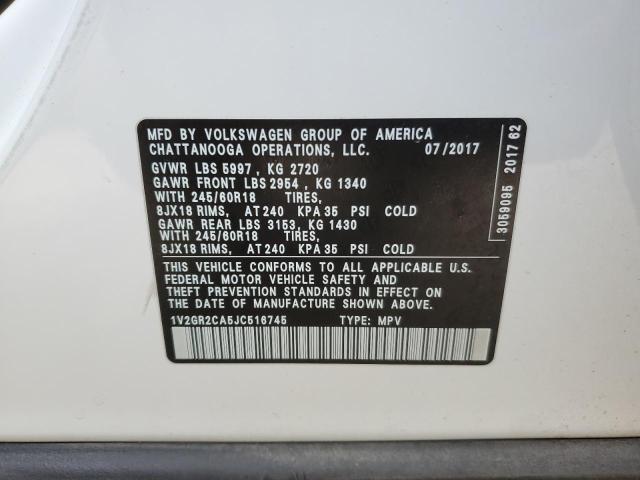 MFD BY VOLKSWAGEN GROUP OF AMERICA
CHATTANOOGA OPERATIONS, LLC. 07/2017
GVWR LBS 5997, KG 2720
GAWR FRONT LBS 2954, KG 1340
WITH 245/60R18 TIRES,
8JX18 RIMS, AT 240 KPA 35 PSI COLD
GAWR REAR LBS 3153, KG 1430
WITH 245/60R18 TIRES,
8JX18 RIMS, AT 240 KPA 35 PSI COLD
THIS VEHICLE CONFORMS TO ALL APPLICABLE U.S.
FEDERAL MOTOR VEHICLE SAFETY AND
THEFT PREVENTION STANDARDS IN EFFECT ON
THE DATE OF MANUFACTURE SHOWN ABOVE.
1V2GR2CA5JC516745 TYPE: MPV
3059095 2017 62